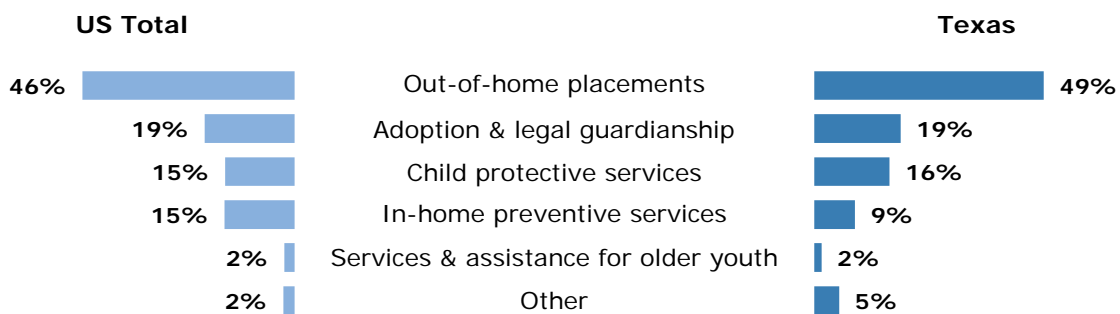 US Total Texas
46% Out-of-home placements 49%
19% Adoption & legal guardianship 19%
15% Child protective services 16%
15% In-home preventive services 9%
2% Services & assistance for older youth 2%
2% Other 5%